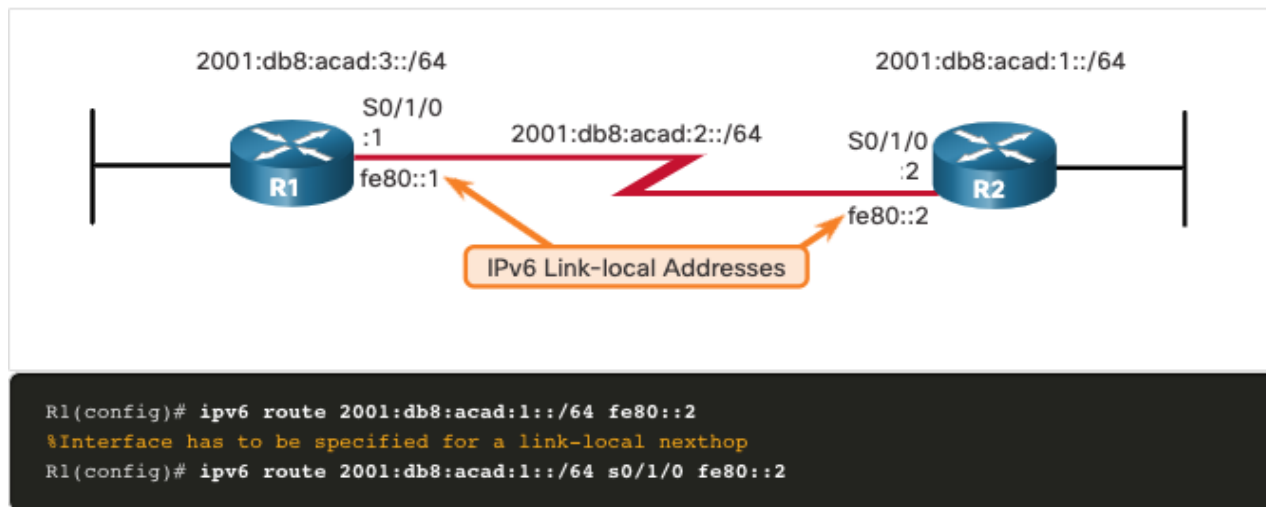 2001:db8:acad:3::/64
2001:db8:acad:1::/64
S0/1/0
:1
2001:db8:acad:2::/64
S0/1/0
:2
R1
fe80::1
R2
fe80::2
IPv6 Link-local Addresses
R1(config)# ipv6 route 2001:db8:acad:1::/64 fe80::2
%Interface has to be specified for a link-local nexthop
R1(config)# ipv6 route 2001:db8:acad:1::/64 s0/1/0 fe80::2